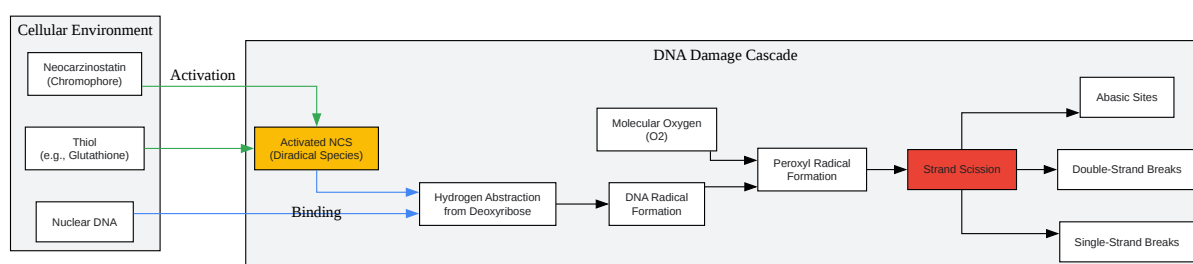 Cellular Environment
Neocarzinostatin
(Chromophore)
Activation
Thiol
(e.g., Glutathione)
Nuclear DNA
Binding
DNA Damage Cascade
Activated NCS
(Diradical Species)
Hydrogen Abstraction
from Deoxyribose
Molecular Oxygen
(O2)
DNA Radical
Formation
Peroxyl Radical
Formation
Strand Scission
Abasic Sites
Double-Strand Breaks
Single-Strand Breaks